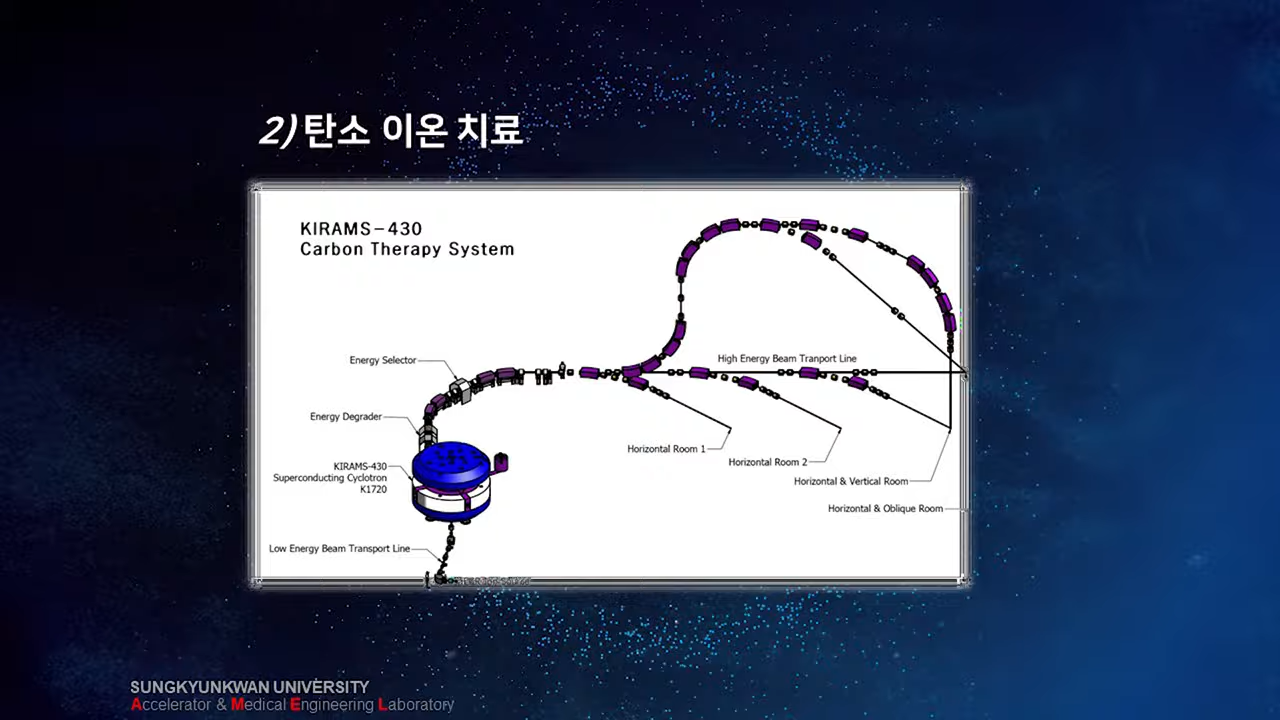 2) 탄소 이온 치료
KIRAMS-430
Carbon Therapy System
Energy Selector
High Energy Beam Tranport Line
Energy Degrader
Horizontal Room 1
Horizontal Room 2
KIRAMS-430
Superconducting Cyclotron
K1720
Horizontal & Vertical Room
Horizontal & Oblique Room
Low Energy Beam Transport Line
SUNGKYUNKWAN UNIVERSITY
Accelerator & Medical Engineering Laboratory